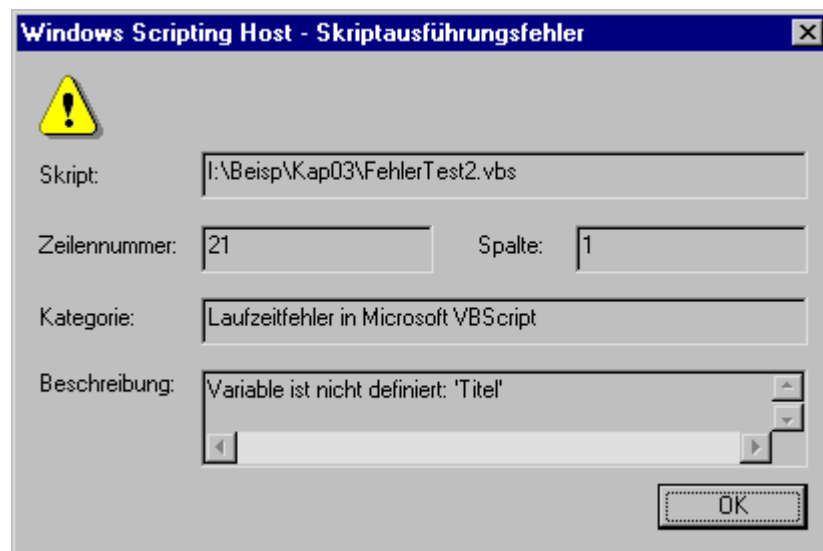 Windows Scripting Host - Skriptausführungsfehler
Skript: I:\Beisp\Kap03\FehlerTest2.vbs
Zeilennummer: 21 Spalte: 1
Kategorie: Laufzeitfehler in Microsoft VBScript
Beschreibung: Variable ist nicht definiert: 'Titel'
OK